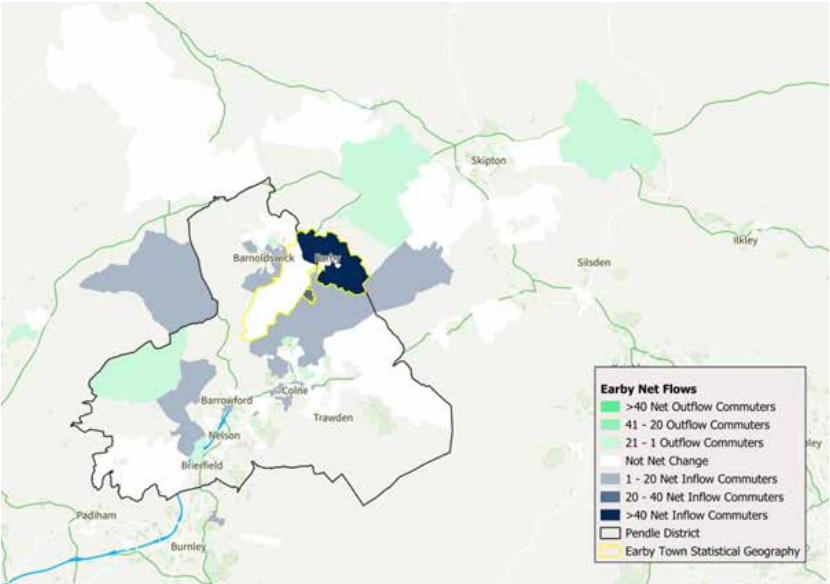 Skipton
Ilkley
Silsden
Barnoldswick
Earby
Colne
Barrowford
Trawden
Nelson
Brierfield
Padiham
Burnley
Earby Net Flows
>40 Net Outflow Commuters
41 - 20 Outflow Commuters
21 - 1 Outflow Commuters
Not Net Change
1 - 20 Net Inflow Commuters
20 - 40 Net Inflow Commuters
>40 Net Inflow Commuters
Pendle District
Earby Town Statistical Geography